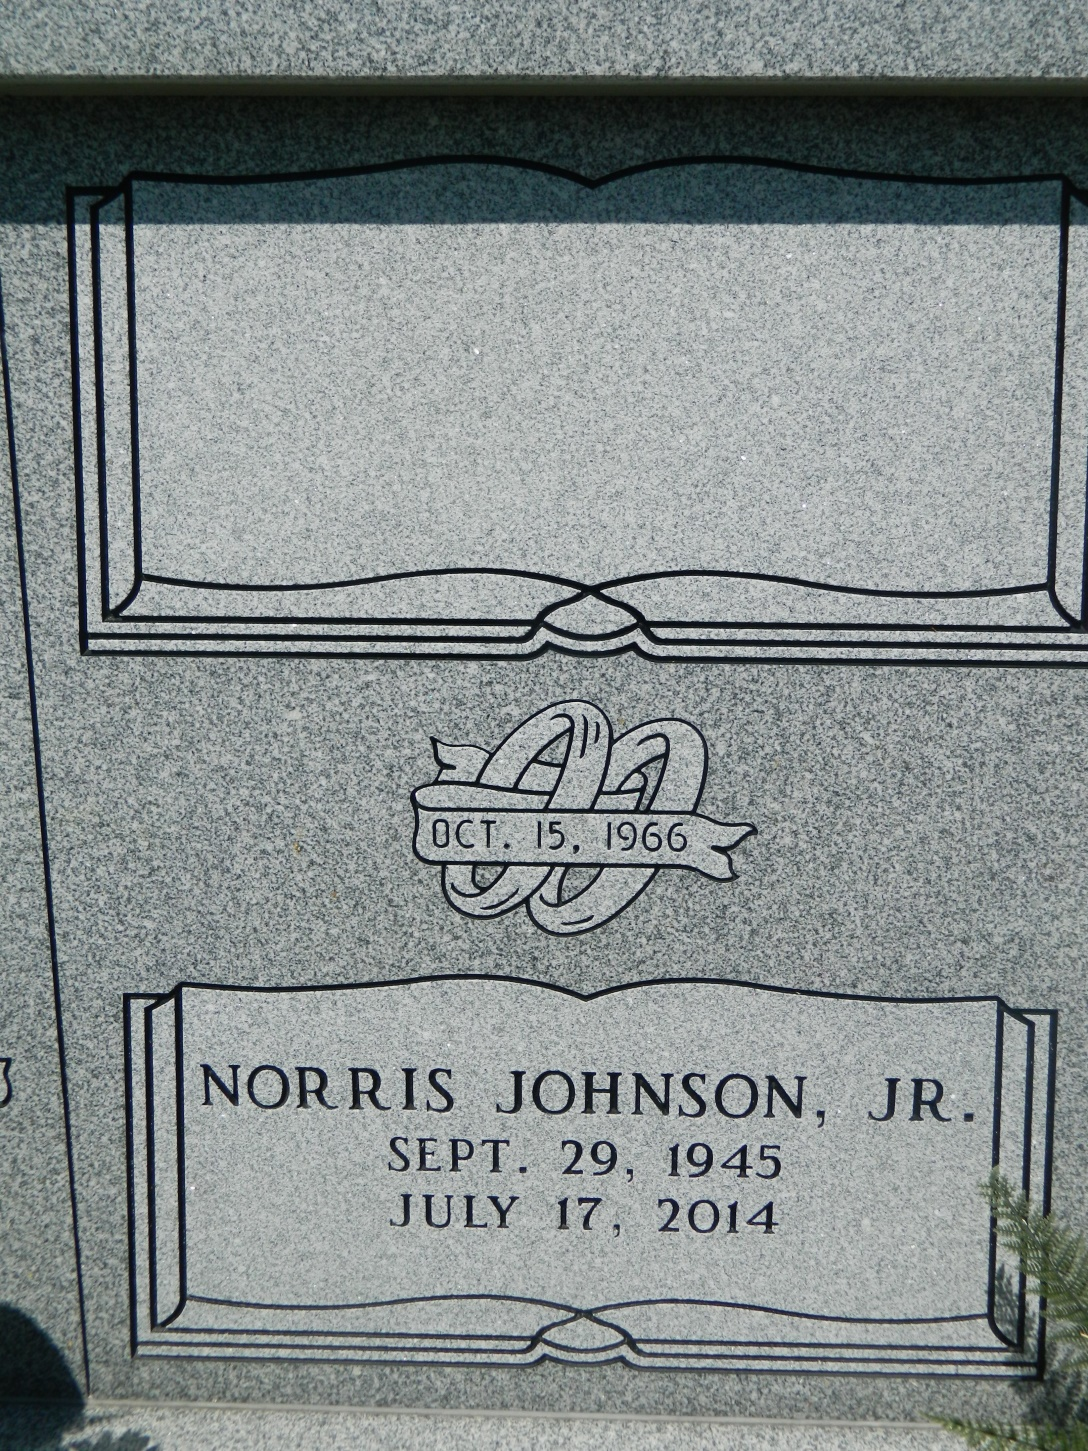 OCT. 15, 1966
NORRIS JOHNSON, JR.
SEPT. 29, 1945
JULY 17, 2014